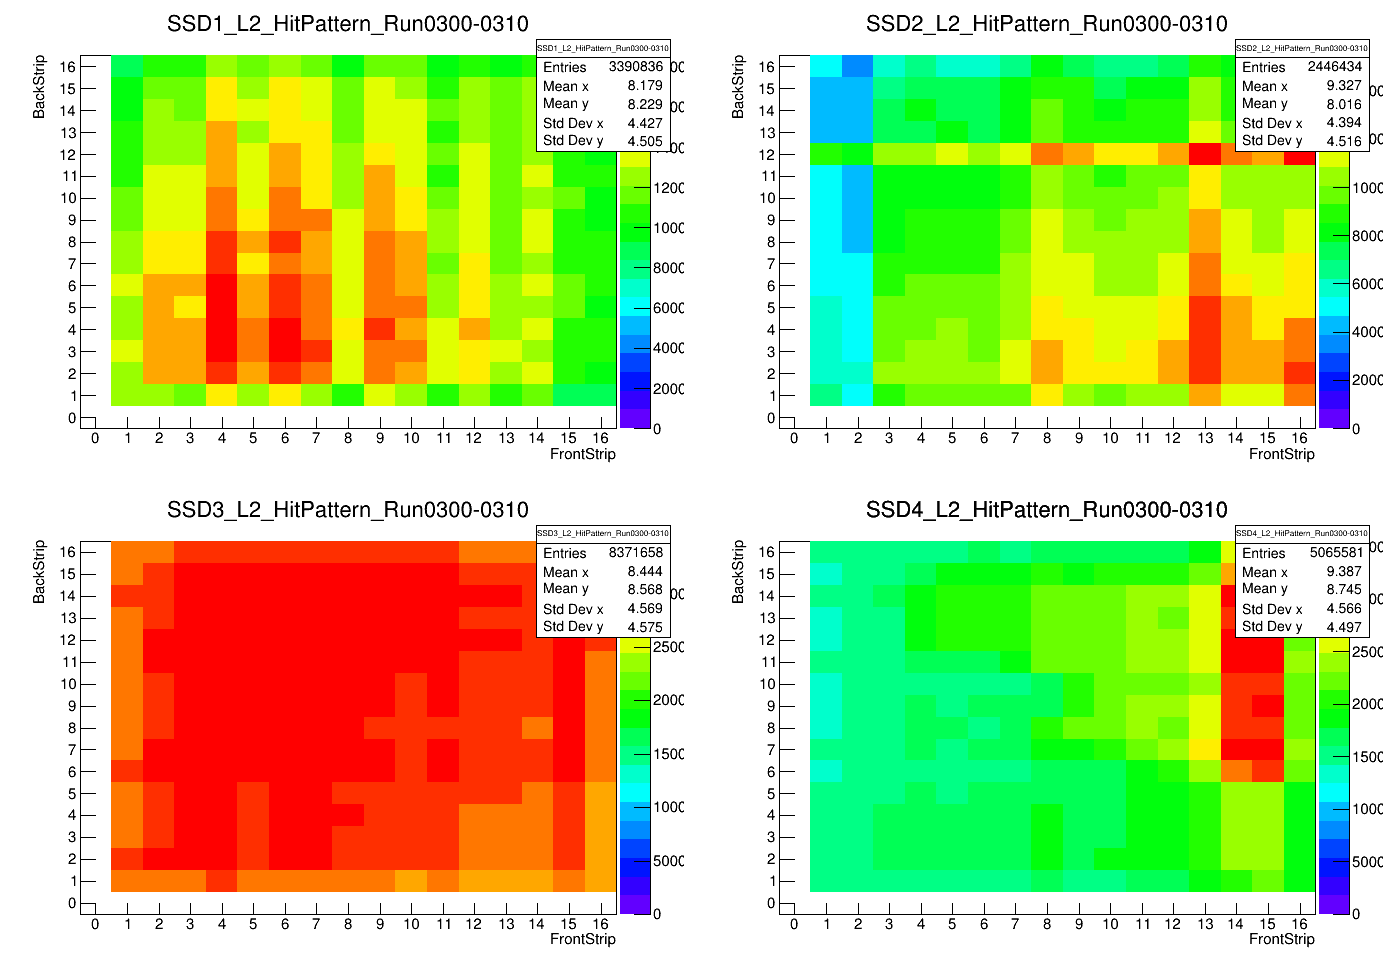 SSD1_L2_HitPattern_Run0300-0310
SSD1_L2_HitPattern_Run0300-0310
Entries 3390836
Mean x 8.179
Mean y 8.229
Std Dev x 4.427
Std Dev y 4.505
BackStrip
16
15
14
13
12
11
10
9
8
7
6
5
4
3
2
1
0
0 1 2 3 4 5 6 7 8 9 10 11 12 13 14 15 16
FrontStrip
1200
1000
8000
6000
4000
2000
0
SSD2_L2_HitPattern_Run0300-0310
SSD2_L2_HitPattern_Run0300-0310
Entries 2446434
Mean x 9.327
Mean y 8.016
Std Dev x 4.394
Std Dev y 4.516
BackStrip
16
15
14
13
12
11
10
9
8
7
6
5
4
3
2
1
0
0 1 2 3 4 5 6 7 8 9 10 11 12 13 14 15 16
FrontStrip
1000
8000
6000
4000
2000
0
SSD3_L2_HitPattern_Run0300-0310
SSD3_L2_HitPattern_Run0300-0310
Entries 8371658
Mean x 8.444
Mean y 8.568
Std Dev x 4.569
Std Dev y 4.575
BackStrip
16
15
14
13
12
11
10
9
8
7
6
5
4
3
2
1
0
0 1 2 3 4 5 6 7 8 9 10 11 12 13 14 15 16
FrontStrip
2500
2000
1500
1000
5000
0
SSD4_L2_HitPattern_Run0300-0310
SSD4_L2_HitPattern_Run0300-0310
Entries 5065581
Mean x 9.387
Mean y 8.745
Std Dev x 4.566
Std Dev y 4.497
BackStrip
16
15
14
13
12
11
10
9
8
7
6
5
4
3
2
1
0
0 1 2 3 4 5 6 7 8 9 10 11 12 13 14 15 16
FrontStrip
2500
2000
1500
1000
5000
0